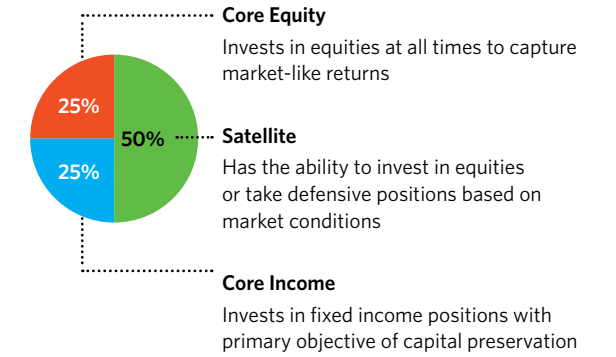 Core Equity
Invests in equities at all times to capture
market-like returns
25%
50%
25%
Satellite
Has the ability to invest in equities
or take defensive positions based on
market conditions
Core Income
Invests in fixed income positions with
primary objective of capital preservation